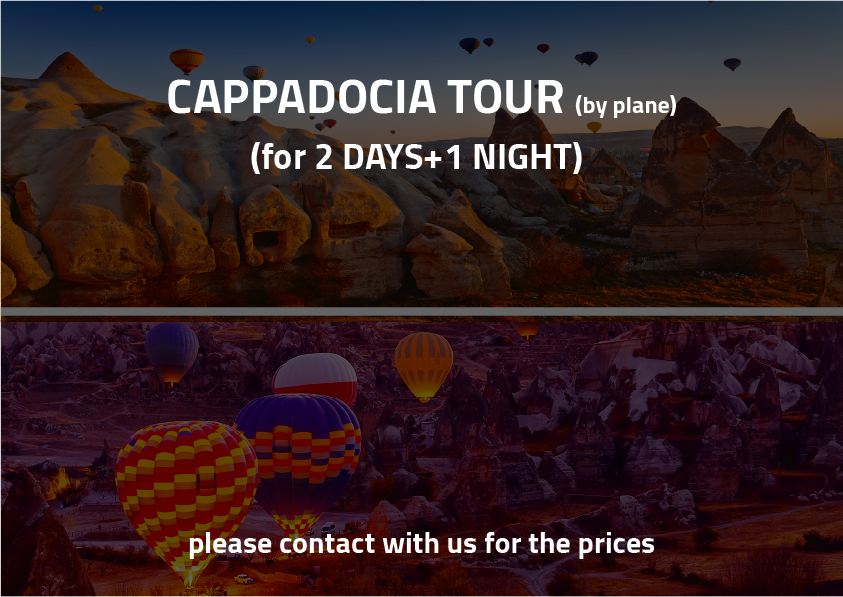 CAPPADOCIA TOUR (by plane)
(for 2 DAYS+1 NIGHT)
please contact with us for the prices